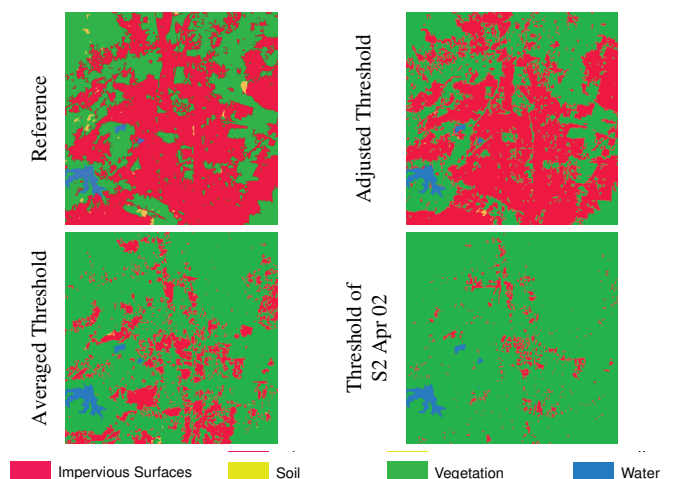 Reference
Adjusted Threshold
Averaged Threshold
Threshold of
S2 Apr 02
Impervious Surfaces
Soil
Vegetation
Water